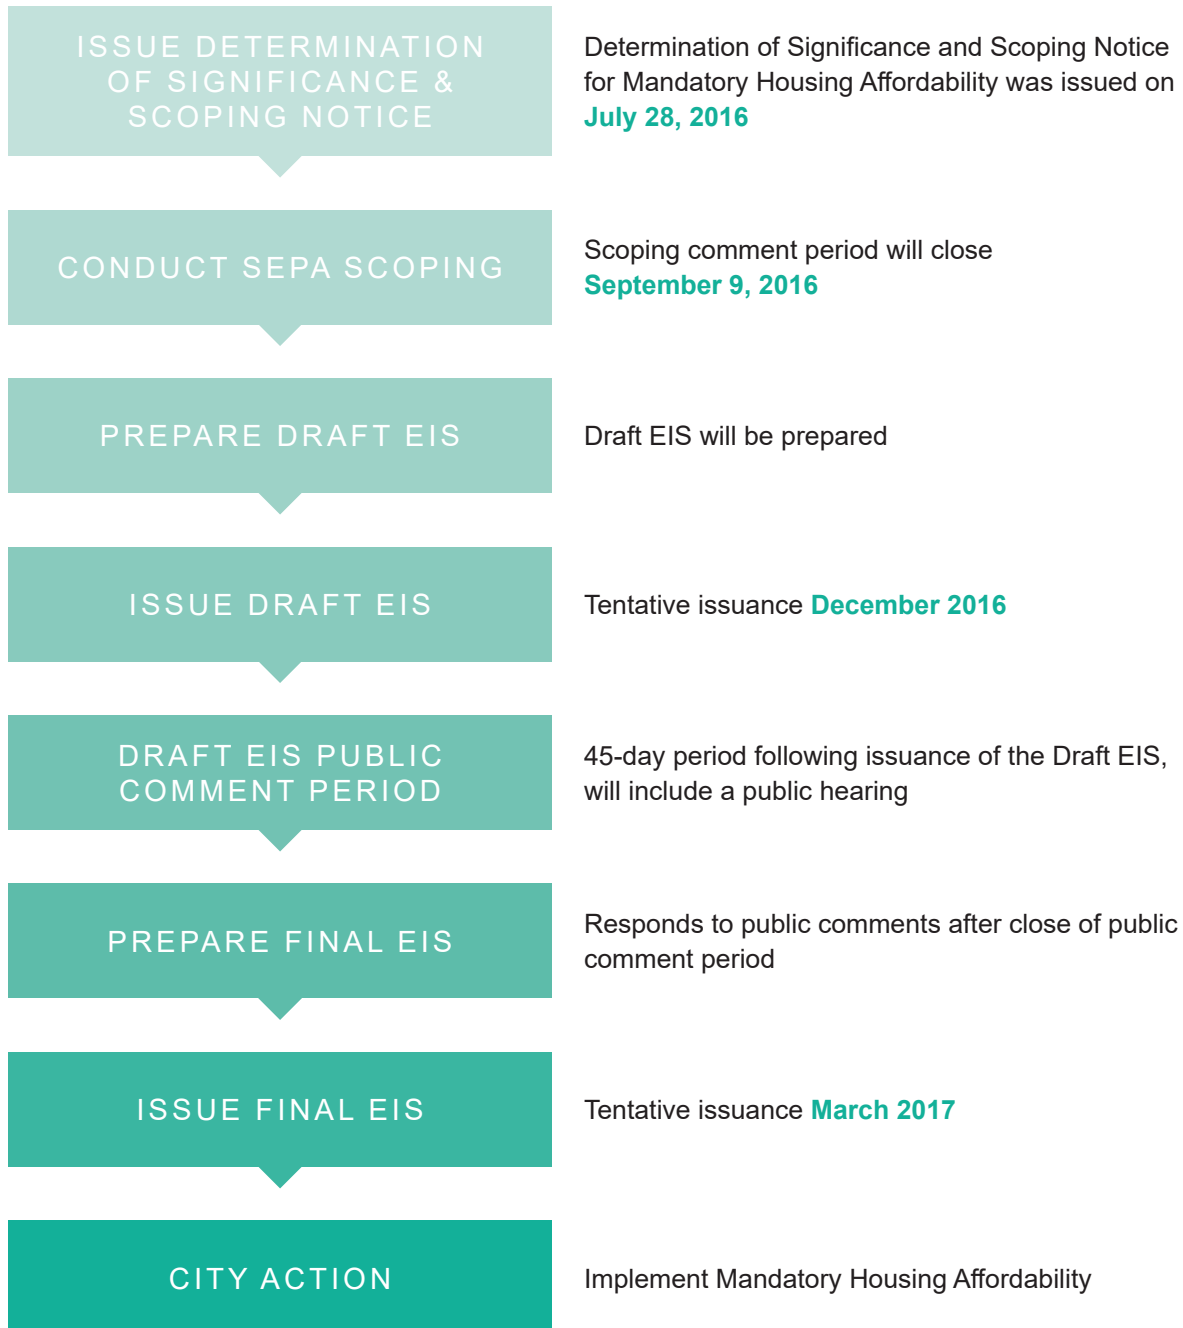 ISSUE DETERMINATION
OF SIGNIFICANCE &
SCOPING NOTICE
Determination of Significance and Scoping Notice
for Mandatory Housing Affordability was issued on
July 28, 2016
CONDUCT SEPA SCOPING
Scoping comment period will close
September 9, 2016
PREPARE DRAFT EIS
Draft EIS will be prepared
ISSUE DRAFT EIS
Tentative issuance December 2016
DRAFT EIS PUBLIC
COMMENT PERIOD
45-day period following issuance of the Draft EIS,
will include a public hearing
PREPARE FINAL EIS
Responds to public comments after close of public
comment period
ISSUE FINAL EIS
Tentative issuance March 2017
CITY ACTION
Implement Mandatory Housing Affordability